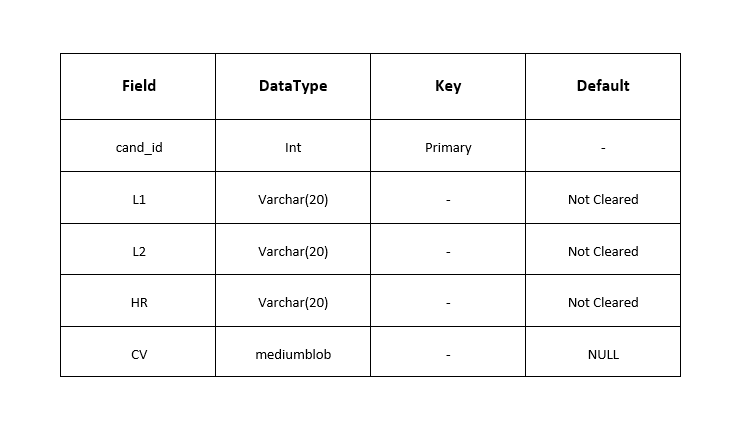 Field DataType Key Default
cand_id Int Primary -
L1 Varchar(20) - Not Cleared
L2 Varchar(20) - Not Cleared
HR Varchar(20) - Not Cleared
CV mediumblob - NULL